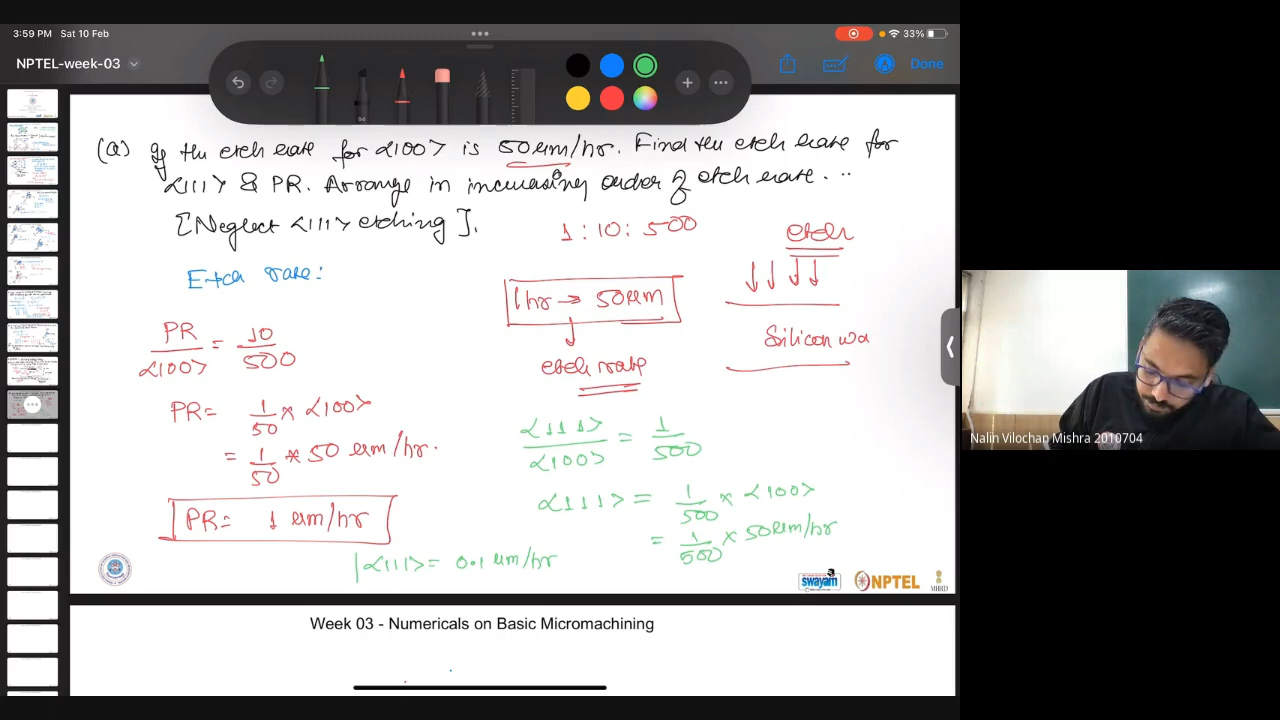 3:59 PM Sat 10 Feb
33%
NPTEL-week-03
Done
(a) If the etch rate for <100> is 50 um/hr. Find the etch rate for
<111> & PR. Arrange in increasing order of etch rate. ..
[Neglect <111> etching].
1 : 10 : 500
etch
Etch rate:
1hr → 50um
Silicon wa
etch rate
PR/<100> = 10/500
PR = 1/50 * <100>
= 1/50 * 50 um/hr.
PR = 1 um/hr
<111>/<100> = 1/500
<111> = 1/500 * <100>
= 1/500 × 50um/hr
<111> = 0.1 um/hr
swayam
NPTEL
MHRD
Week 03 - Numericals on Basic Micromachining
Nalin Vilochan Mishra 2010704